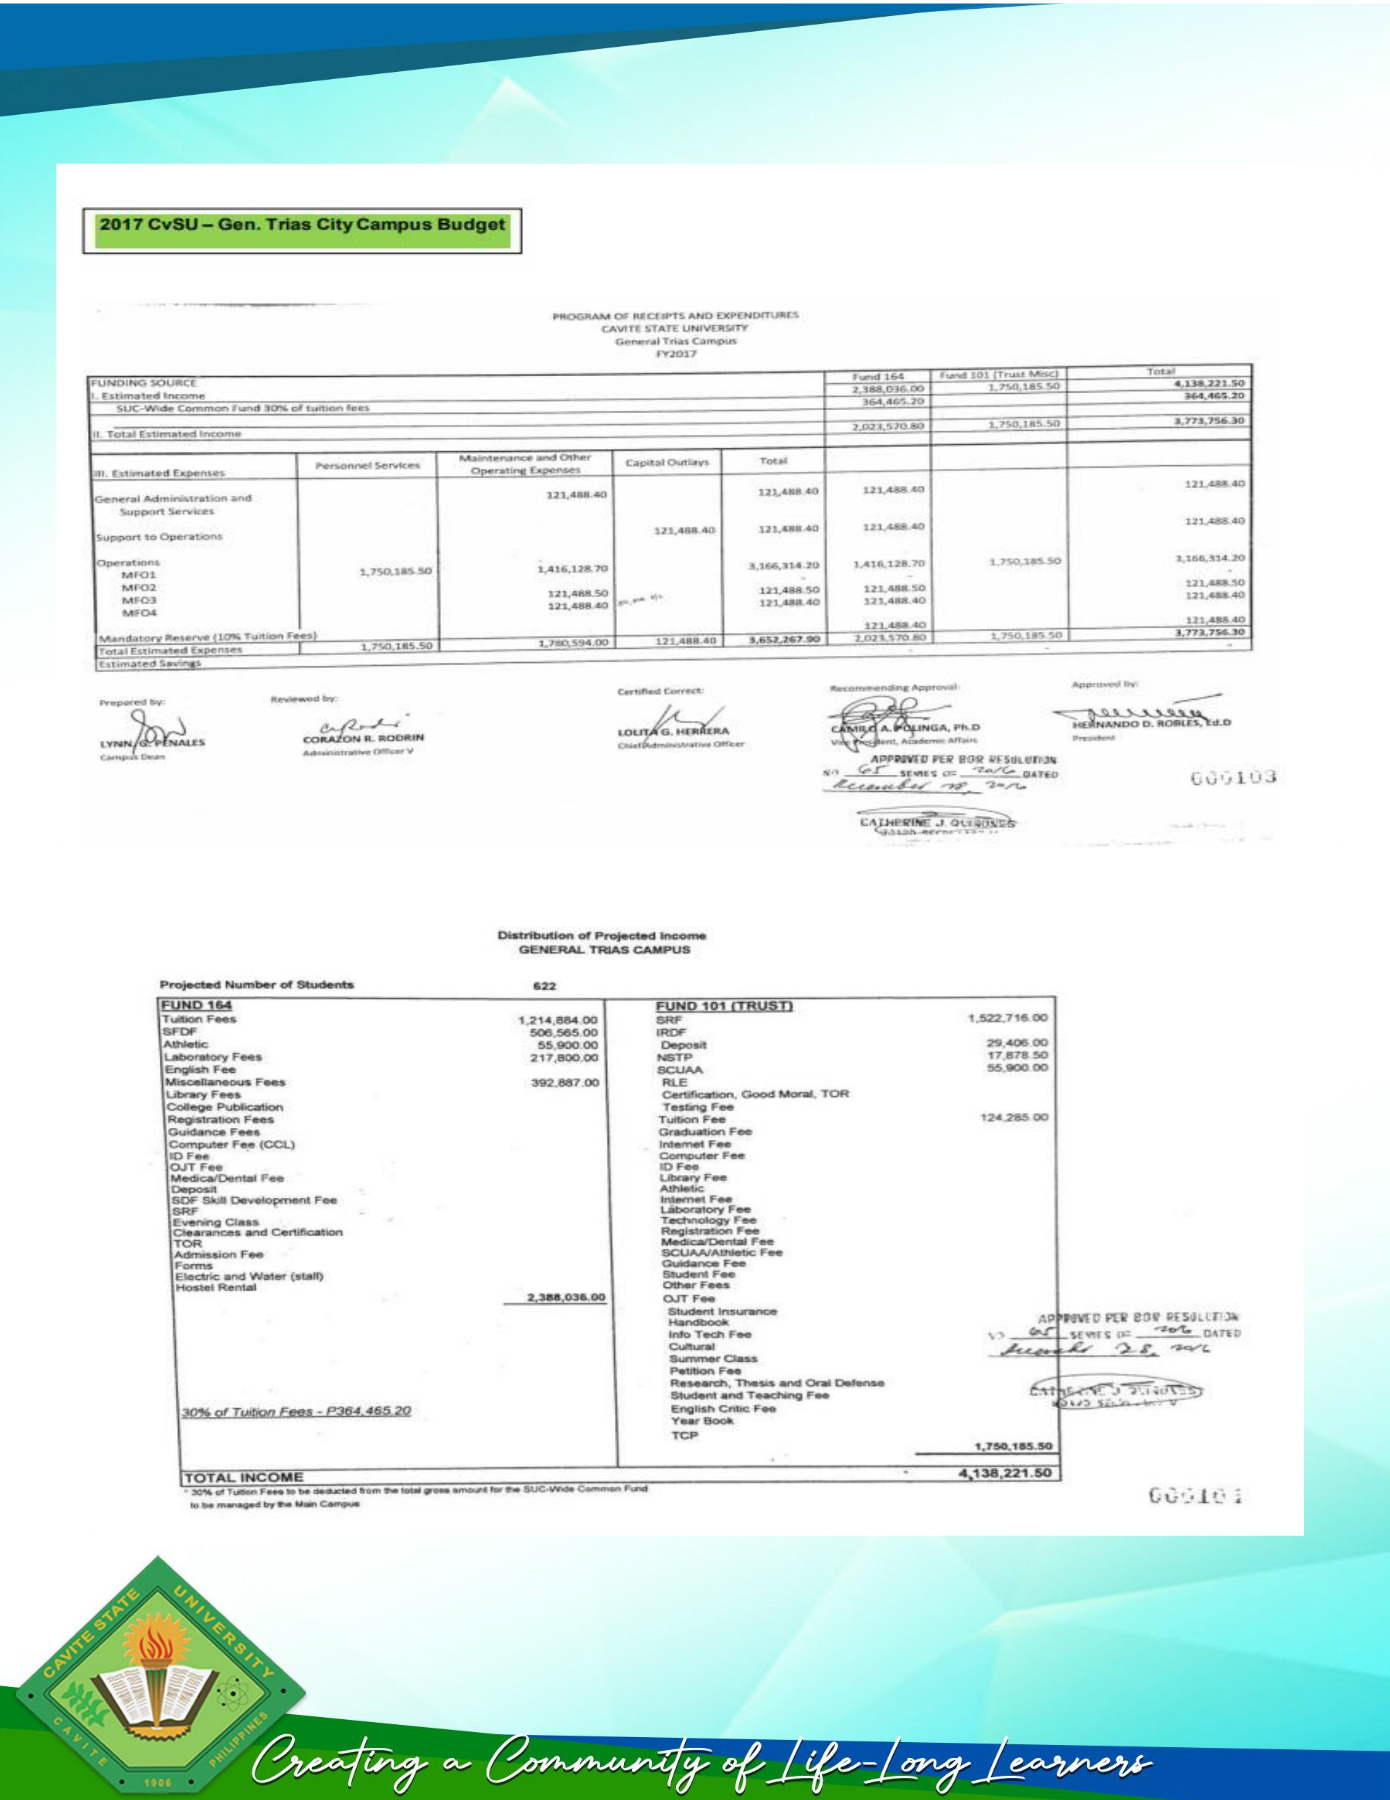 2017 CvSU – Gen. Trias City Campus Budget
PROGRAM OF RECEIPTS AND EXPENDITURES
CAVITE STATE UNIVERSITY
General Trias Campus
FY2017
FUNDING SOURCE Fund 164 Fund 101 (Trust Misc) Total
I. Estimated Income 2,388,036.00 1,750,185.50 4,138,221.50
SUC-Wide Common Fund 30% of tuition fees 364,465.20 364,465.20
II. Total Estimated Income 2,023,570.80 1,750,185.50 3,773,756.30
III. Estimated Expenses Personnel Services Maintenance and Other Operating Expenses Capital Outlays Total
General Administration and 121,488.40 121,488.40 121,488.40 121,488.40
Support Services
Support to Operations 121,488.40 121,488.40 121,488.40 121,488.40
Operations
MFO1 1,750,185.50 1,416,128.70 3,166,314.20 1,416,128.70 1,750,185.50 3,166,314.20
MFO2 - -
MFO3 121,488.50 121,488.50 121,488.50 121,488.50
MFO4 121,488.40 121,488.40 121,488.40 121,488.40
Mandatory Reserve (10% Tuition Fees) 121,488.40 121,488.40
Total Estimated Expenses 1,750,185.50 1,780,594.00 121,488.40 3,652,267.90 2,023,570.80 1,750,185.50 3,773,756.30
Estimated Savings - - -
Prepared by: Reviewed by: Certified Correct: Recommending Approval: Approved by:
LYNN G. PENALES CORAZON R. RODRIN LOLITA G. HERRERA CAMILO A. POLINGA, Ph.D HERNANDO D. ROBLES, Ed.D
Campus Dean Administrative Officer V Chief Administrative Officer Vice President, Academic Affairs President
APPROVED PER BOR RESOLUTION
NO 65 SERIES OF 2016 DATED
December 28, 2016
000103
CATHERINE J. QUIRONES
Distribution of Projected Income
GENERAL TRIAS CAMPUS
Projected Number of Students 622
FUND 164
Tuition Fees 1,214,884.00
SFDF 506,565.00
Athletic 55,900.00
Laboratory Fees 217,800.00
English Fee
Miscellaneous Fees 392,887.00
Library Fees
College Publication
Registration Fees
Guidance Fees
Computer Fee (CCL)
ID Fee
OJT Fee
Medica/Dental Fee
Deposit
SDF Skill Development Fee
SRF
Evening Class
Clearances and Certification
TOR
Admission Fee
Forms
Electric and Water (stall)
Hostel Rental
2,388,036.00
30% of Tuition Fees - P364,465.20
FUND 101 (TRUST)
SRF 1,522,716.00
IRDF
Deposit 29,406.00
NSTP 17,878.50
SCUAA 55,900.00
RLE
Certification, Good Moral, TOR
Testing Fee
Tuition Fee 124,285.00
Graduation Fee
Internet Fee
Computer Fee
ID Fee
Library Fee
Athletic
Internet Fee
Laboratory Fee
Technology Fee
Registration Fee
Medica/Dental Fee
SCUAA/Athletic Fee
Guidance Fee
Student Fee
Other Fees
OJT Fee
Student Insurance
Handbook
Info Tech Fee
Cultural
Summer Class
Petition Fee
Research, Thesis and Oral Defense
Student and Teaching Fee
English Critic Fee
Year Book
TCP
1,750,185.50
TOTAL INCOME - 4,138,221.50
* 30% of Tuition Fees to be deducted from the total gross amount for the SUC-Wide Common Fund
to be managed by the Main Campus
APPROVED PER BOR RESOLUTION
NO 65 SERIES OF 2016 DATED
December 28, 2016
CATHERINE J. QUIRONES
CAVITE STATE UNIVERSITY
CAVITE 1906 PHILIPPINES
Creating a Community of Life-Long Learners